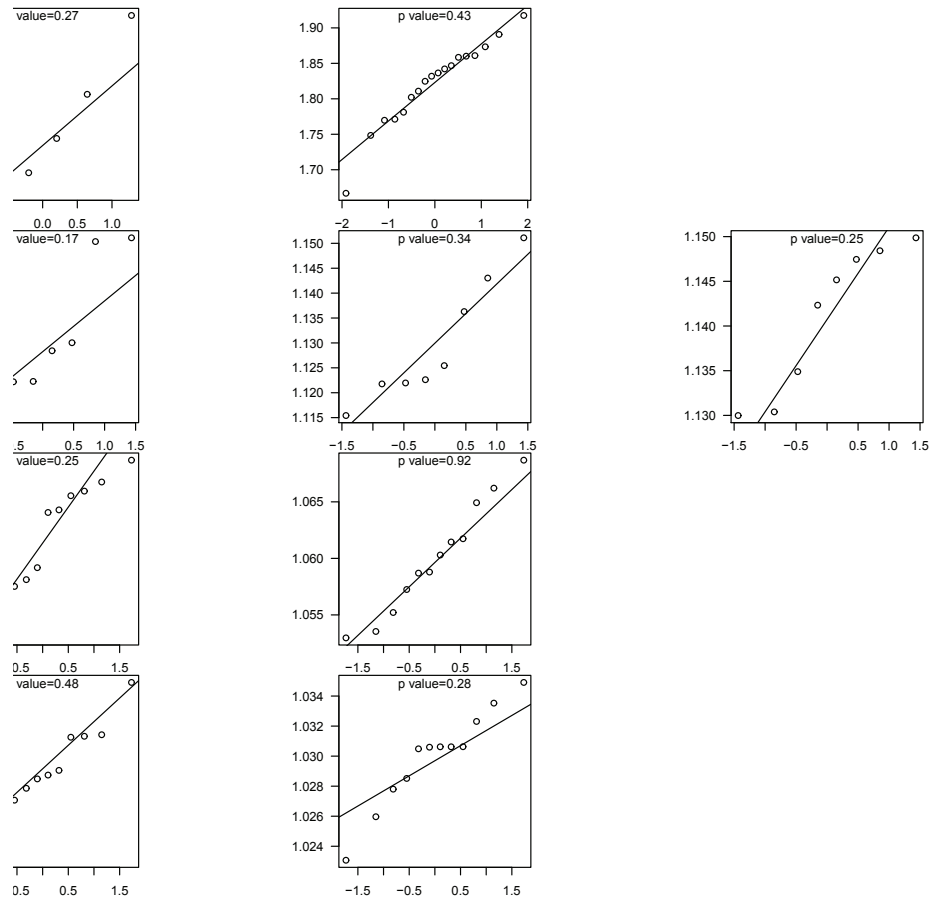 value=0.27
p value=0.43
1.90
1.85
1.80
1.75
1.70
0.0 0.5 1.0
−2 −1 0 1 2
value=0.17
p value=0.34
p value=0.25
1.150
1.145
1.140
1.135
1.130
1.125
1.120
1.115
1.150
1.145
1.140
1.135
1.130
.5 0.5 1.5
−1.5 −0.5 0.5 1.5
−1.5 −0.5 0.5 1.5
value=0.25
p value=0.92
1.065
1.060
1.055
0.5 0.5 1.5
−1.5 −0.5 0.5 1.5
value=0.48
p value=0.28
1.034
1.032
1.030
1.028
1.026
1.024
0.5 0.5 1.5
−1.5 −0.5 0.5 1.5